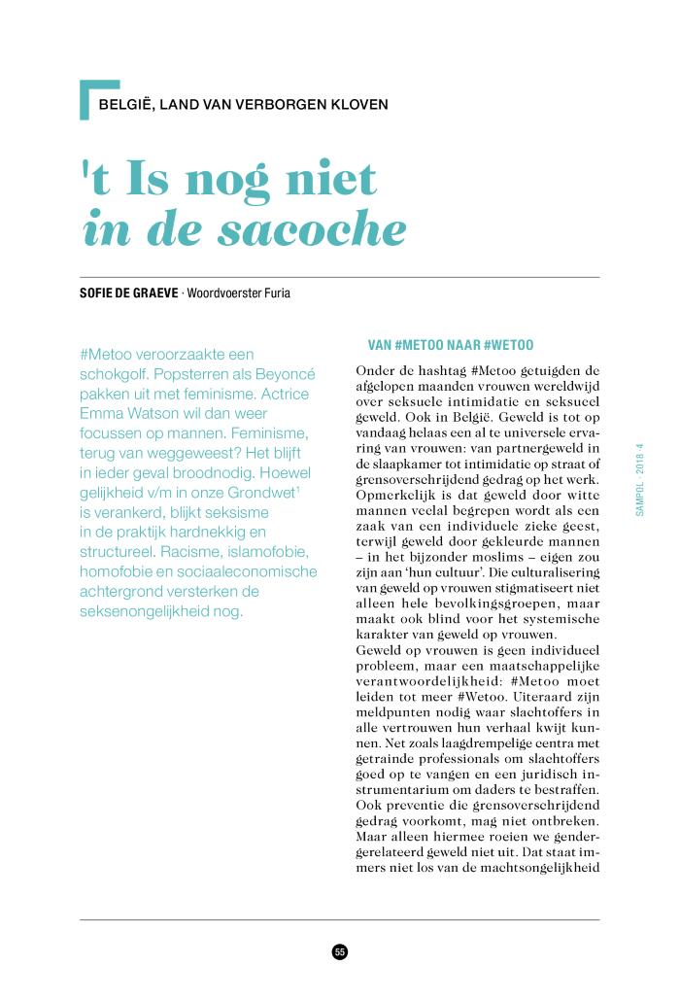 BELGIË, LAND VAN VERBORGEN KLOVEN
't Is nog niet
in de sacoche
SOFIE DE GRAEVE · Woordvoerster Furia
#Metoo veroorzaakte een
schokgolf. Popsterren als Beyoncé
pakken uit met feminisme. Actrice
Emma Watson wil dan weer
focussen op mannen. Feminisme,
terug van weggeweest? Het blijft
in ieder geval broodnodig. Hoewel
gelijkheid v/m in onze Grondwet¹
is verankerd, blijkt seksisme
in de praktijk hardnekkig en
structureel. Racisme, islamofobie,
homofobie en sociaaleconomische
achtergrond versterken de
seksenongelijkheid nog.
VAN #METOO NAAR #WETOO
Onder de hashtag #Metoo getuigden de
afgelopen maanden vrouwen wereldwijd
over seksuele intimidatie en seksueel
geweld. Ook in België. Geweld is tot op
vandaag helaas een al te universele erva-
ring van vrouwen: van partnergeweld in
de slaapkamer tot intimidatie op straat of
grensoverschrijdend gedrag op het werk.
Opmerkelijk is dat geweld door witte
mannen veelal begrepen wordt als een
zaak van een individuele zieke geest,
terwijl geweld door gekleurde mannen
– in het bijzonder moslims – eigen zou
zijn aan ‘hun cultuur’. Die culturalisering
van geweld op vrouwen stigmatiseert niet
alleen hele bevolkingsgroepen, maar
maakt ook blind voor het systemische
karakter van geweld op vrouwen.
Geweld op vrouwen is geen individueel
probleem, maar een maatschappelijke
verantwoordelijkheid: #Metoo moet
leiden tot meer #Wetoo. Uiteraard zijn
meldpunten nodig waar slachtoffers in
alle vertrouwen hun verhaal kwijt kun-
nen. Net zoals laagdrempelige centra met
getrainde professionals om slachtoffers
goed op te vangen en een juridisch in-
strumentarium om daders te bestraffen.
Ook preventie die grensoverschrijdend
gedrag voorkomt, mag niet ontbreken.
Maar alleen hiermee roeien we gender-
gerelateerd geweld niet uit. Dat staat im-
mers niet los van de machtsongelijkheid
SAMPOL · 2018 4
55